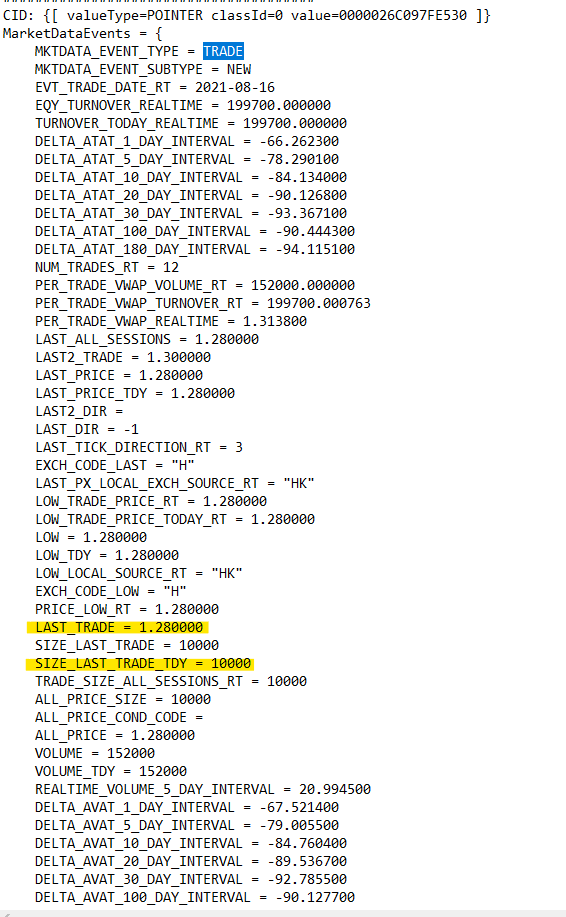 CID: {[ valueType=POINTER classId=0 value=0000026C097FE530 ]}
MarketDataEvents = {
MKTDATA_EVENT_TYPE = TRADE
MKTDATA_EVENT_SUBTYPE = NEW
EVT_TRADE_DATE_RT = 2021-08-16
EQY_TURNOVER_REALTIME = 199700.000000
TURNOVER_TODAY_REALTIME = 199700.000000
DELTA_ATAT_1_DAY_INTERVAL = -66.262300
DELTA_ATAT_5_DAY_INTERVAL = -78.290100
DELTA_ATAT_10_DAY_INTERVAL = -84.134000
DELTA_ATAT_20_DAY_INTERVAL = -90.126800
DELTA_ATAT_30_DAY_INTERVAL = -93.367100
DELTA_ATAT_100_DAY_INTERVAL = -90.444300
DELTA_ATAT_180_DAY_INTERVAL = -94.115100
NUM_TRADES_RT = 12
PER_TRADE_VWAP_VOLUME_RT = 152000.000000
PER_TRADE_VWAP_TURNOVER_RT = 199700.000763
PER_TRADE_VWAP_REALTIME = 1.313800
LAST_ALL_SESSIONS = 1.280000
LAST2_TRADE = 1.300000
LAST_PRICE = 1.280000
LAST_PRICE_TDY = 1.280000
LAST2_DIR =
LAST_DIR = -1
LAST_TICK_DIRECTION_RT = 3
EXCH_CODE_LAST = "H"
LAST_PX_LOCAL_EXCH_SOURCE_RT = "HK"
LOW_TRADE_PRICE_RT = 1.280000
LOW_TRADE_PRICE_TODAY_RT = 1.280000
LOW = 1.280000
LOW_TDY = 1.280000
LOW_LOCAL_SOURCE_RT = "HK"
EXCH_CODE_LOW = "H"
PRICE_LOW_RT = 1.280000
LAST_TRADE = 1.280000
SIZE_LAST_TRADE = 10000
SIZE_LAST_TRADE_TDY = 10000
TRADE_SIZE_ALL_SESSIONS_RT = 10000
ALL_PRICE_SIZE = 10000
ALL_PRICE_COND_CODE =
ALL_PRICE = 1.280000
VOLUME = 152000
VOLUME_TDY = 152000
REALTIME_VOLUME_5_DAY_INTERVAL = 20.994500
DELTA_AVAT_1_DAY_INTERVAL = -67.521400
DELTA_AVAT_5_DAY_INTERVAL = -79.005500
DELTA_AVAT_10_DAY_INTERVAL = -84.760400
DELTA_AVAT_20_DAY_INTERVAL = -89.536700
DELTA_AVAT_30_DAY_INTERVAL = -92.785500
DELTA_AVAT_100_DAY_INTERVAL = -90.127700